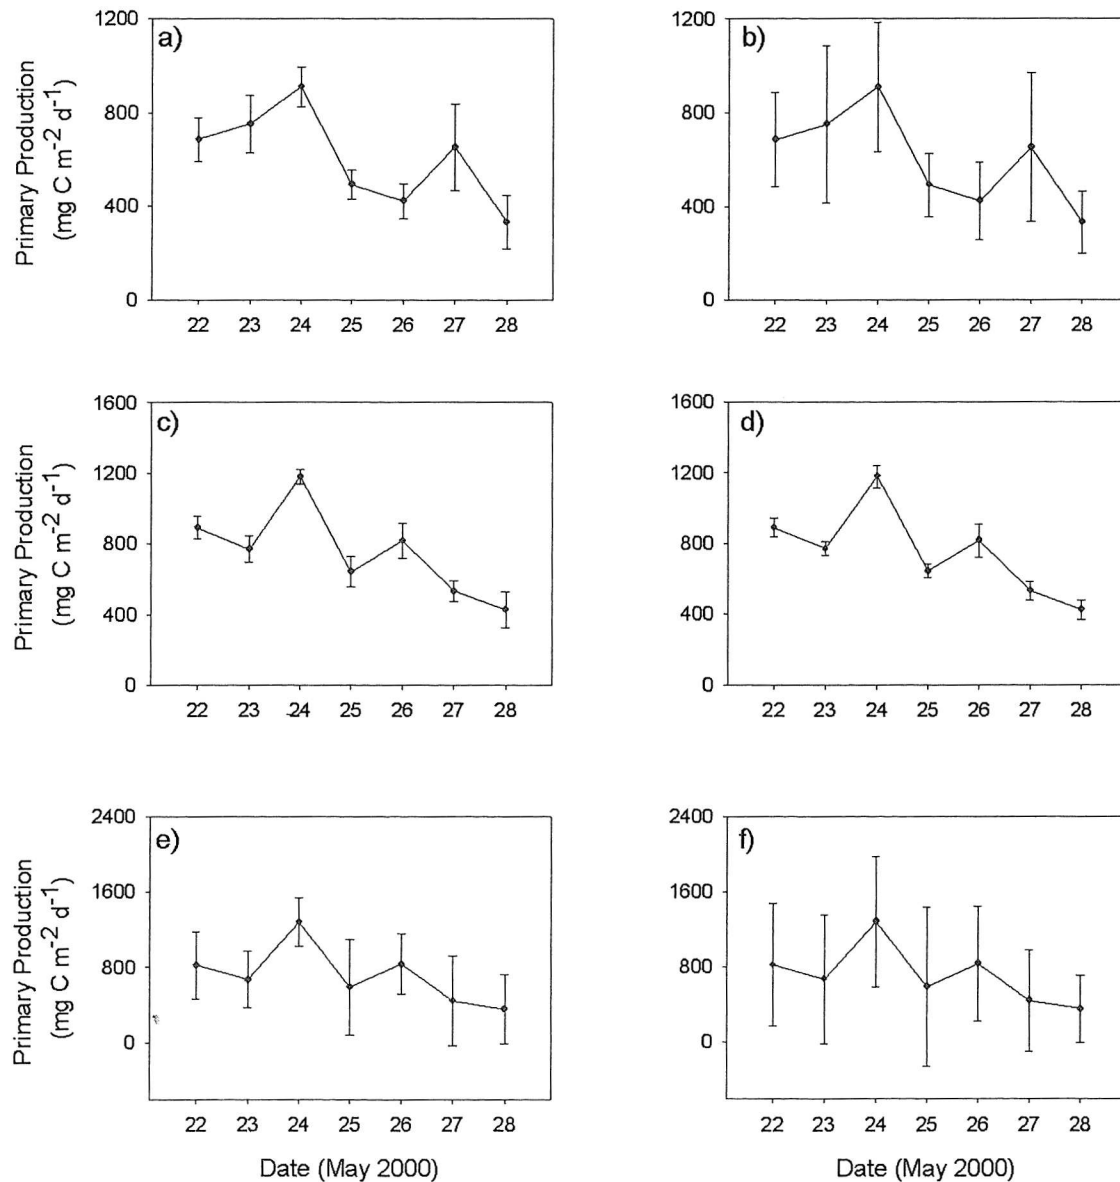 a)
1200
800
400
0
Primary Production
(mg C m-2 d-1)
22 23 24 25 26 27 28
b)
1200
800
400
0
22 23 24 25 26 27 28
c)
1600
1200
800
400
0
Primary Production
(mg C m-2 d-1)
22 23 24 25 26 27 28
d)
1600
1200
800
400
0
22 23 24 25 26 27 28
e)
2400
1600
800
0
Primary Production
(mg C m-2 d-1)
22 23 24 25 26 27 28
Date (May 2000)
f)
2400
1600
800
0
22 23 24 25 26 27 28
Date (May 2000)